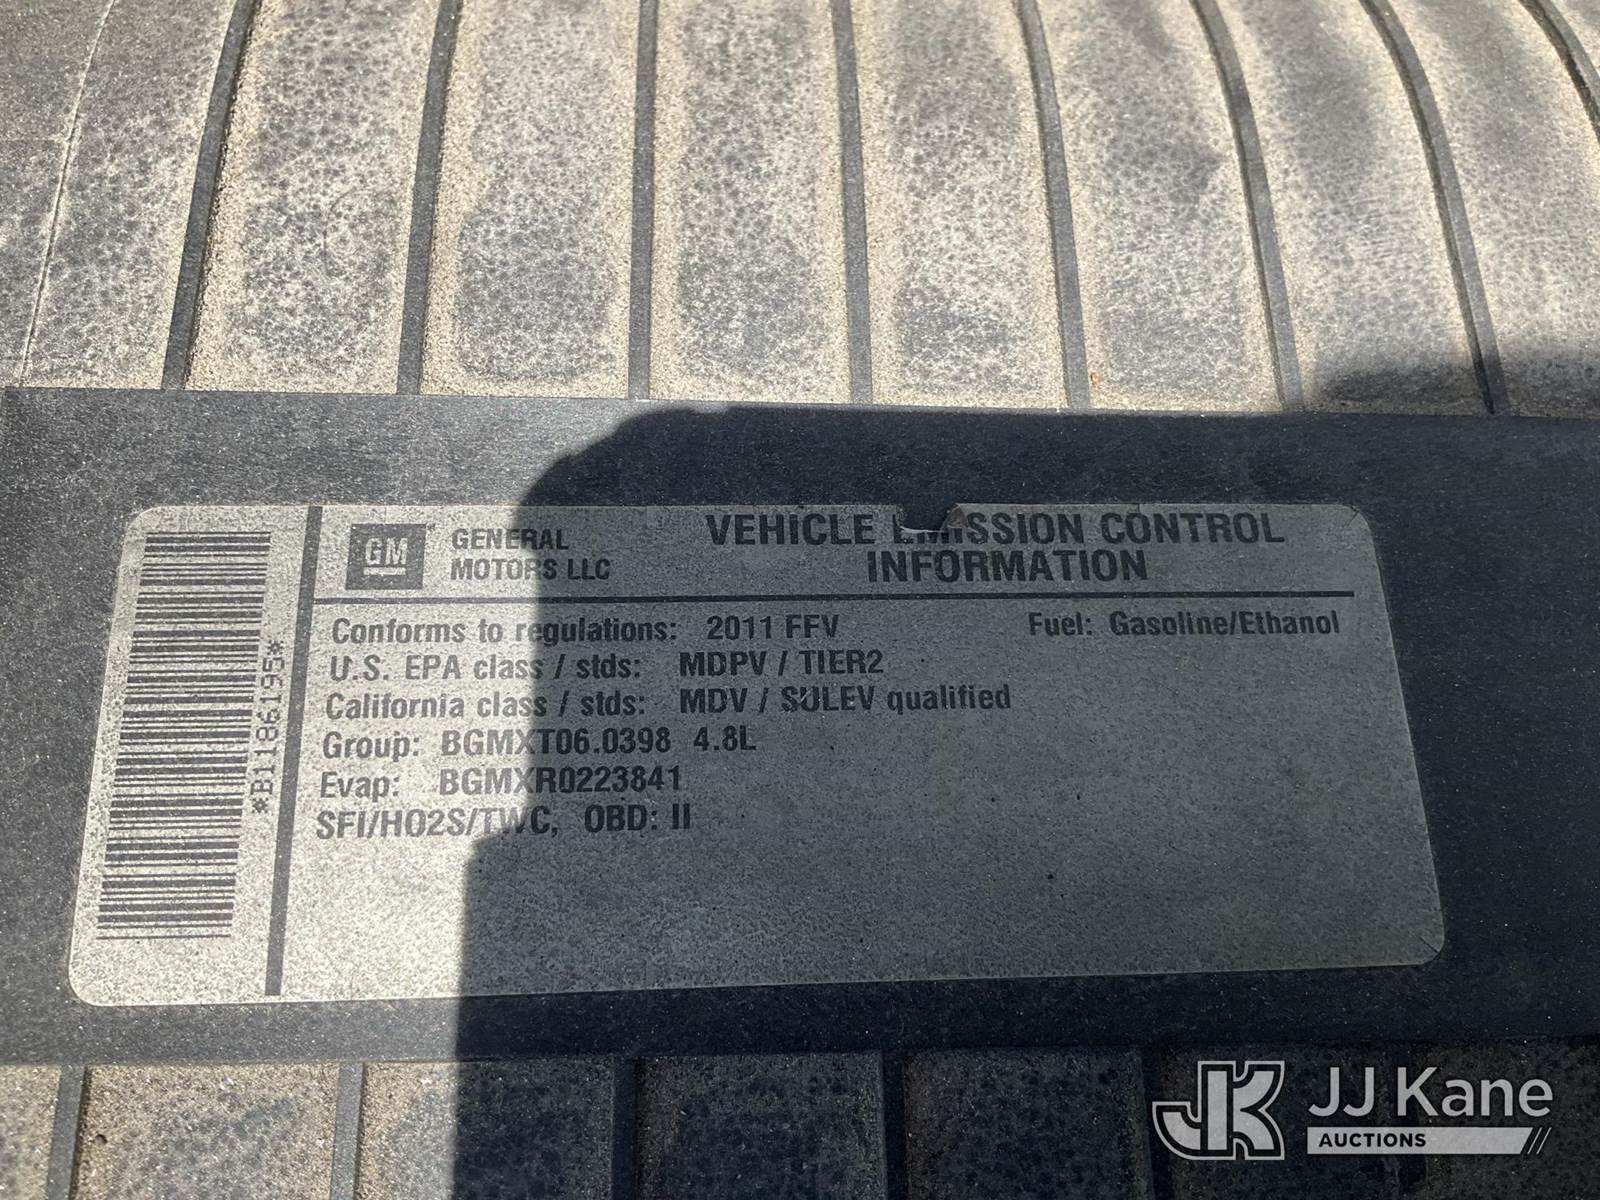 *B1186195*
GM
GENERAL
MOTORS LLC
VEHICLE EMISSION CONTROL
INFORMATION
Conforms to regulations: 2011 FFV Fuel: Gasoline/Ethanol
U.S. EPA class / stds: MDPV / TIER2
California class / stds: MDV / SULEV qualified
Group: BGMXT06.0398 4.8L
Evap: BGMXR0223841
SFI/HO2S/TWC, OBD: II
JK JJ Kane
AUCTIONS